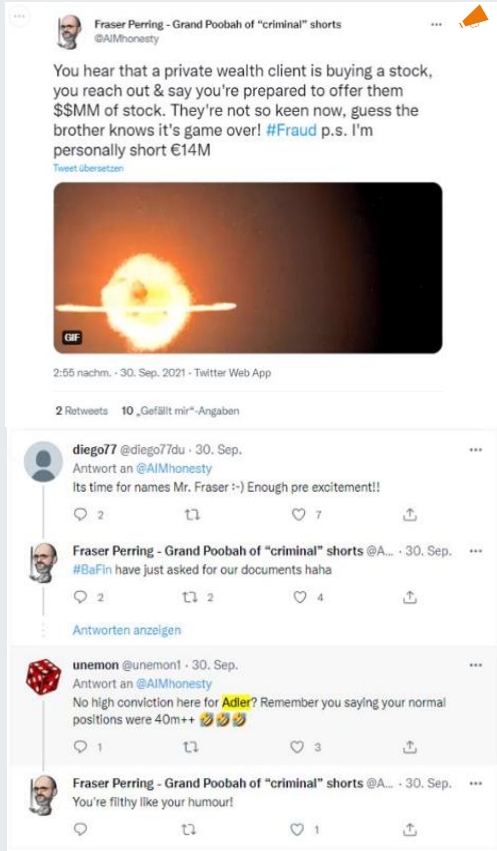 Fraser Perring - Grand Poobah of "criminal" shorts
@AIMhonesty
You hear that a private wealth client is buying a stock,
you reach out & say you're prepared to offer them
$$MM of stock. They're not so keen now, guess the
brother knows it's game over! #Fraud p.s. I'm
personally short €14M
Tweet übersetzen
GIF
2:55 nachm. · 30. Sep. 2021 · Twitter Web App
2 Retweets 10 „Gefällt mir“-Angaben
diego77 @diego77du · 30. Sep.
Antwort an @AIMhonesty
Its time for names Mr. Fraser :-) Enough pre excitement!!
2 7
Fraser Perring - Grand Poobah of "criminal" shorts @A... · 30. Sep.
#BaFin have just asked for our documents haha
2 2 4
Antworten anzeigen
unemon @unemon1 · 30. Sep.
Antwort an @AIMhonesty
No high conviction here for Adler? Remember you saying your normal
positions were 40m++ 🤣🤣🤣
1 3
Fraser Perring - Grand Poobah of "criminal" shorts @A... · 30. Sep.
You're filthy like your humour!
1